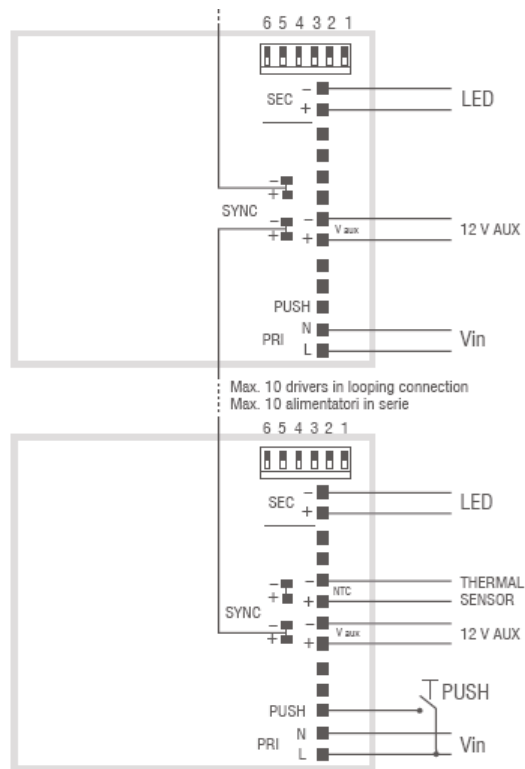 6 5 4 3 2 1
SEC - +
LED
SYNC - + - +
- + V aux
12 V AUX
PUSH
PRI N L
Vin
Max. 10 drivers in looping connection
Max. 10 alimentatori in serie
6 5 4 3 2 1
SEC - +
LED
- + NTC
THERMAL
SENSOR
SYNC - + - +
- + V aux
12 V AUX
PUSH
PUSH
PRI N L
Vin